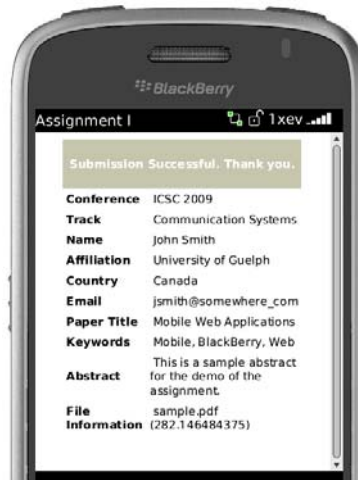 BlackBerry
Assignment I 1xev
Submission Successful. Thank you.
Conference ICSC 2009
Track Communication Systems
Name John Smith
Affiliation University of Guelph
Country Canada
Email jsmith@somewhere_com
Paper Title Mobile Web Applications
Keywords Mobile, BlackBerry, Web
Abstract This is a sample abstract
for the demo of the
assignment.
File sample.pdf
Information (282.146484375)